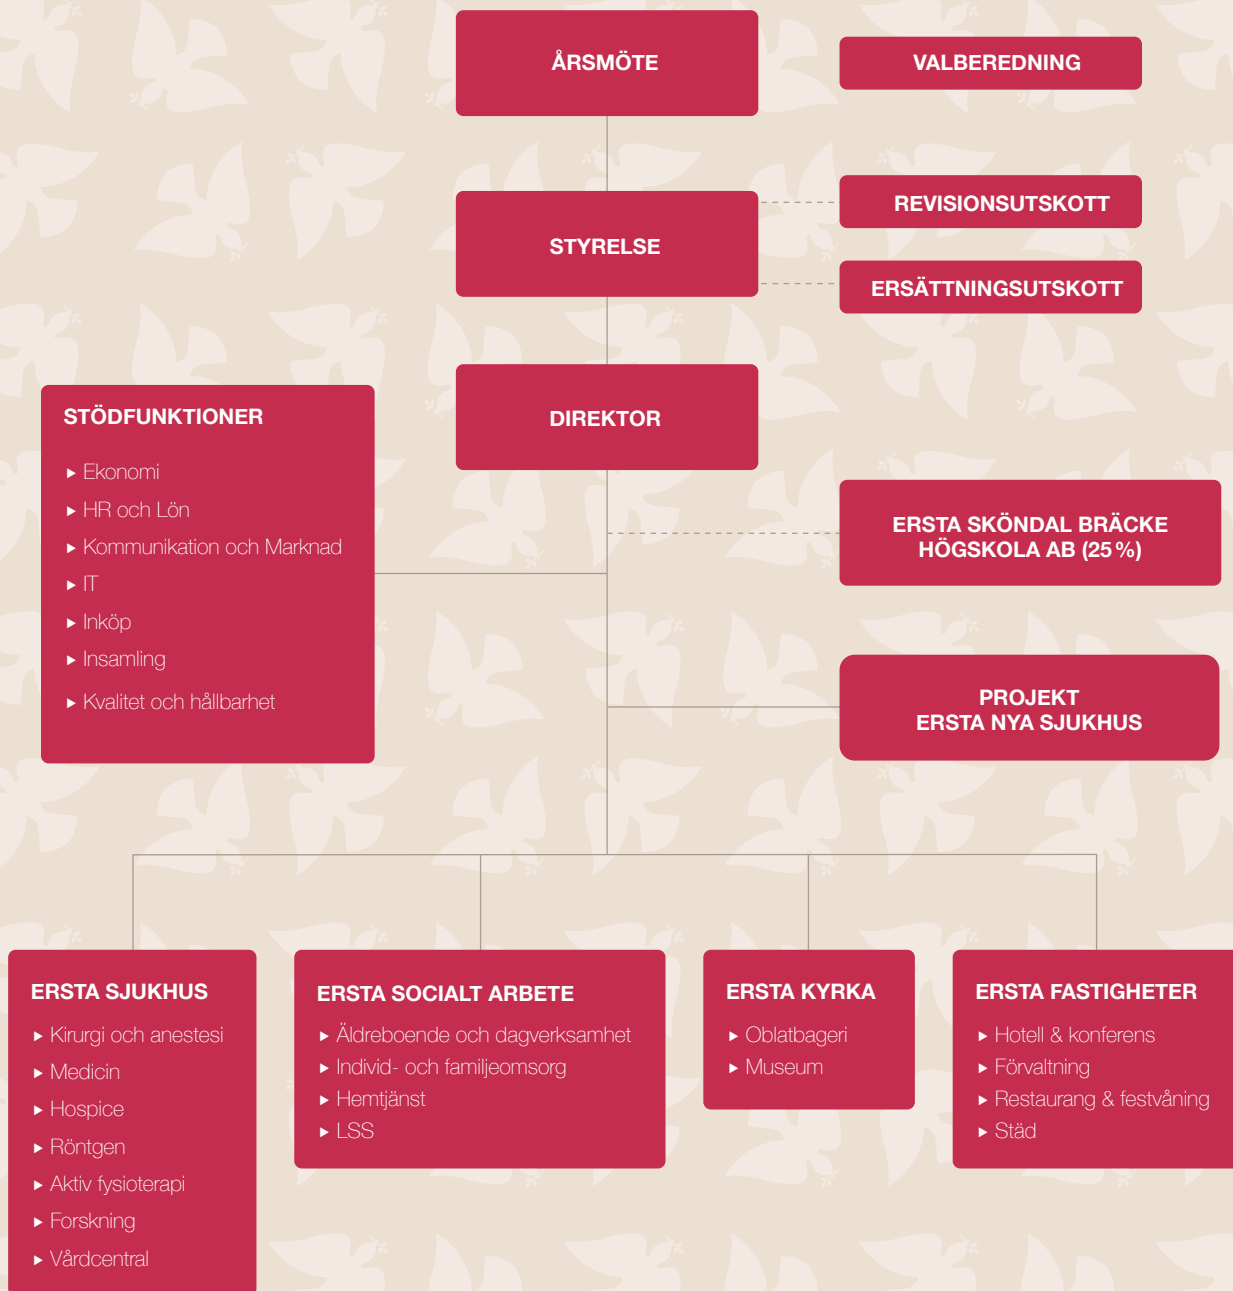 ÅRSMÖTE
VALBEREDNING
STYRELSE
REVISIONSUTSKOTT
ERSÄTTNINGSUTSKOTT
DIREKTOR
STÖDFUNKTIONER
▸ Ekonomi
▸ HR och Lön
▸ Kommunikation och Marknad
▸ IT
▸ Inköp
▸ Insamling
▸ Kvalitet och hållbarhet
ERSTA SKÖNDAL BRÄCKE
HÖGSKOLA AB (25 %)
PROJEKT
ERSTA NYA SJUKHUS
ERSTA SJUKHUS
▸ Kirurgi och anestesi
▸ Medicin
▸ Hospice
▸ Röntgen
▸ Aktiv fysioterapi
▸ Forskning
▸ Vårdcentral
ERSTA SOCIALT ARBETE
▸ Äldreboende och dagverksamhet
▸ Individ- och familjeomsorg
▸ Hemtjänst
▸ LSS
ERSTA KYRKA
▸ Oblatbageri
▸ Museum
ERSTA FASTIGHETER
▸ Hotell & konferens
▸ Förvaltning
▸ Restaurang & festvåning
▸ Städ